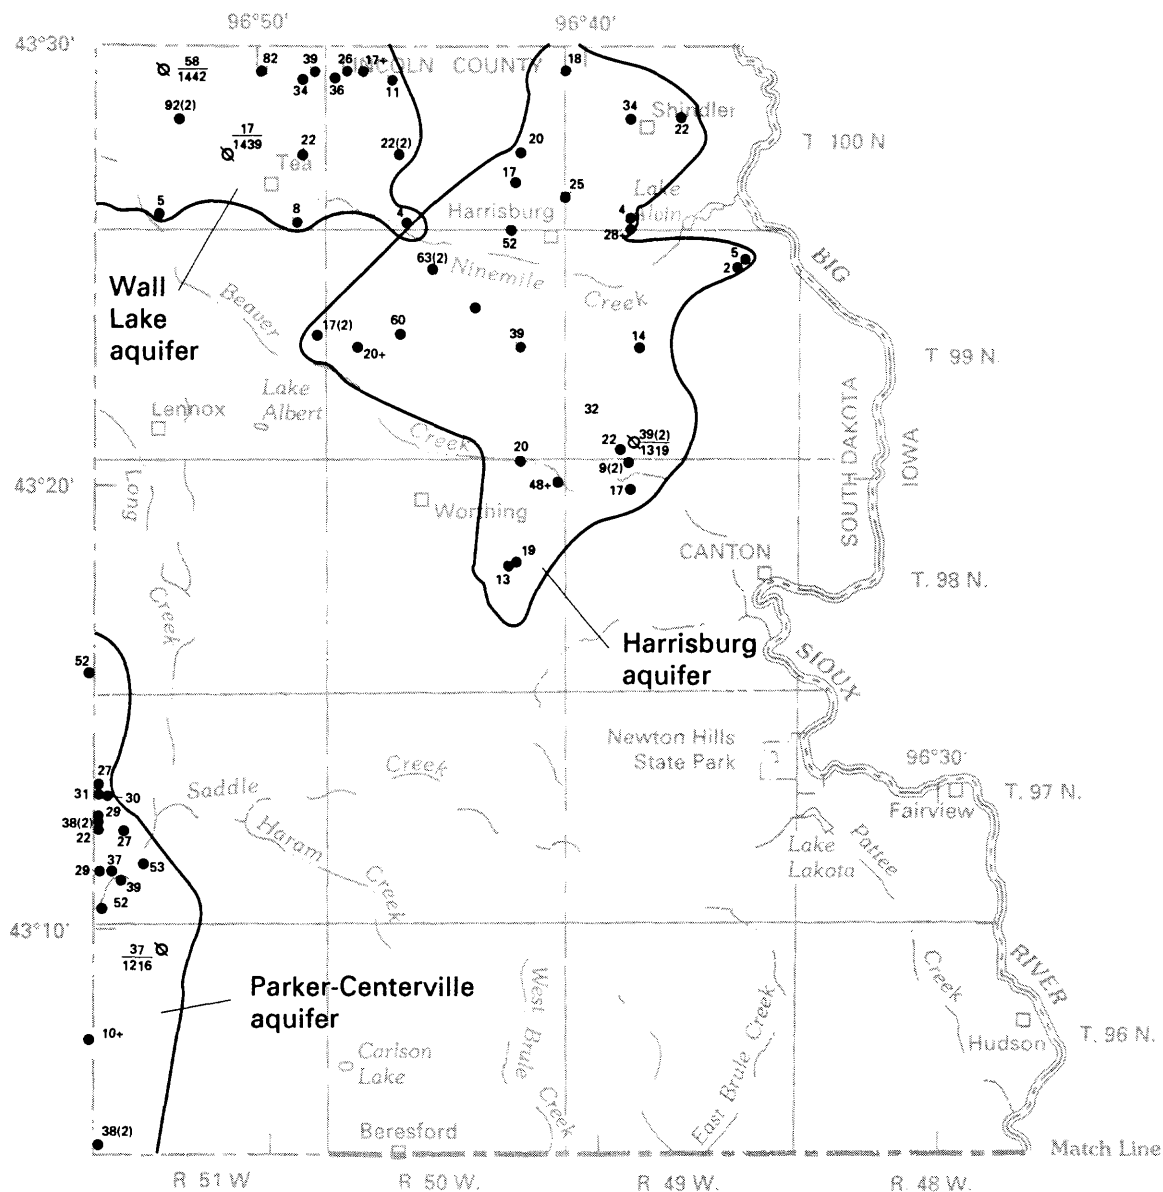 96°50'
96°40'
43°30'
LINCOLN COUNTY
58
1442
82
39
34
26
36
17+
11
18
92(2)
17
1439
22
Tea
22(2)
20
17
34
Shindler
22
T 100 N
5
8
4
Harrisburg
25
Lake
4
28+
52
63(2)
Ninemile
Creek
5
2
BIG
Wall
Lake
aquifer
Beaver
17(2)
20+
60
39
14
T 99 N.
Lake
Albert
Lennox
Creek
32
39(2)
1319
22
9(2)
20
48+
17
SOUTH DAKOTA
IOWA
43°20'
Long
Creek
Worthing
CANTON
19
13
T. 98 N.
Harrisburg
aquifer
52
SIOUX
Newton Hills
State Park
96°30'
27
31
30
29
38(2)
22
27
Saddle
Creek
Haram
Creek
Fairview
T. 97 N.
Lake
Lakota
Pattee
29
37
53
39
52
43°10'
37
1216
Creek
RIVER
Parker-Centerville
aquifer
West Brule
Creek
East Brule Creek
10+
Carlson
Lake
Hudson
T. 96 N.
38(2)
Beresford
Match Line
R 51 W.
R 50 W.
R 49 W.
R. 48 W.